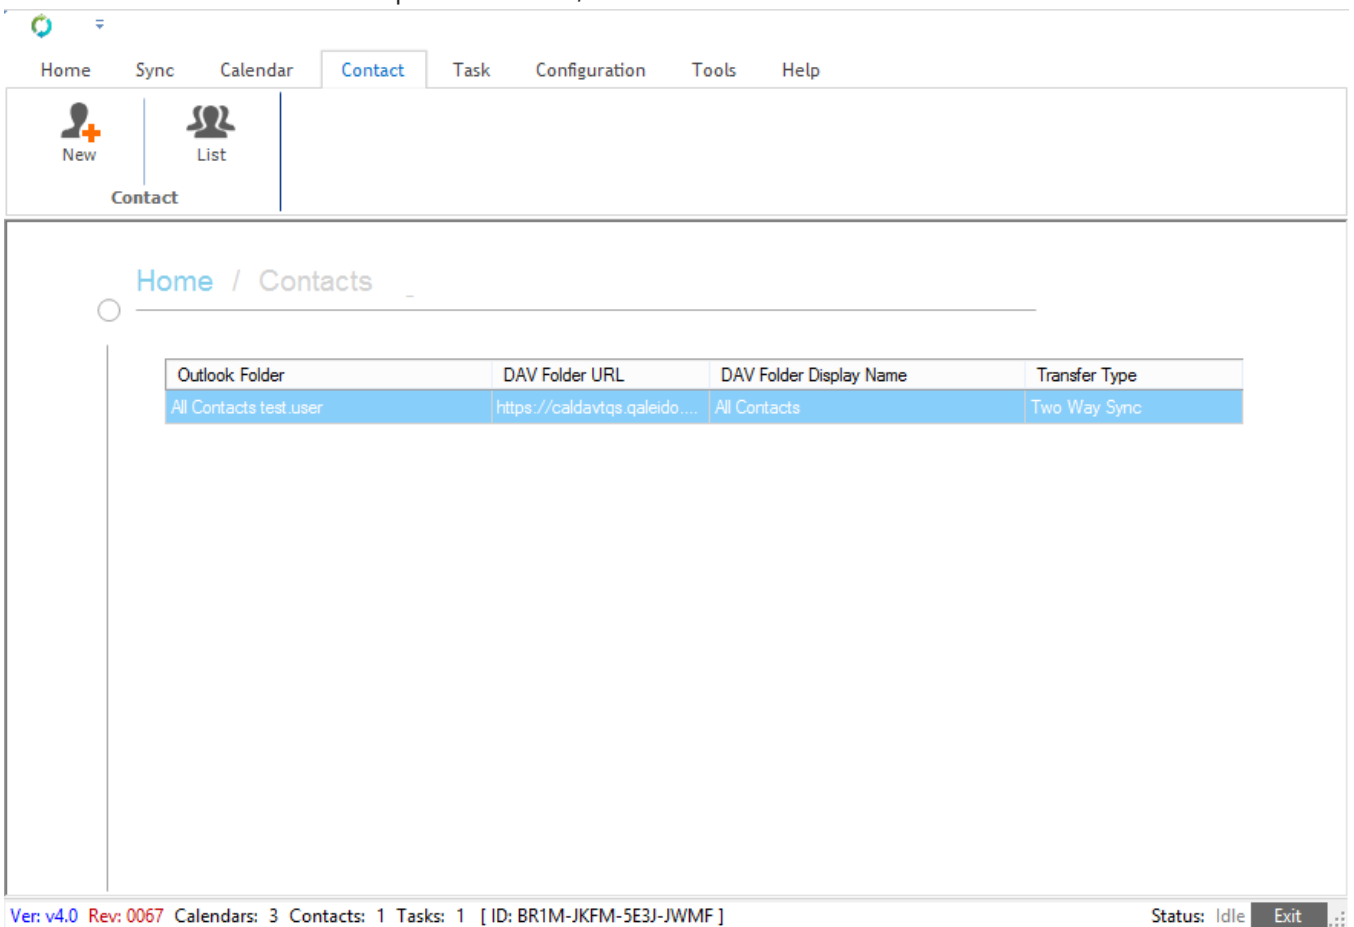 Home Sync Calendar Contact Task Configuration Tools Help
New List
Contact
Home / Contacts
Outlook Folder DAV Folder URL DAV Folder Display Name Transfer Type
All Contacts test.user https://caldavtqs.qaleido.... All Contacts Two Way Sync
Ver: v4.0 Rev: 0067 Calendars: 3 Contacts: 1 Tasks: 1 [ ID: BR1M-JKFM-5E3J-JWMF ] Status: Idle Exit